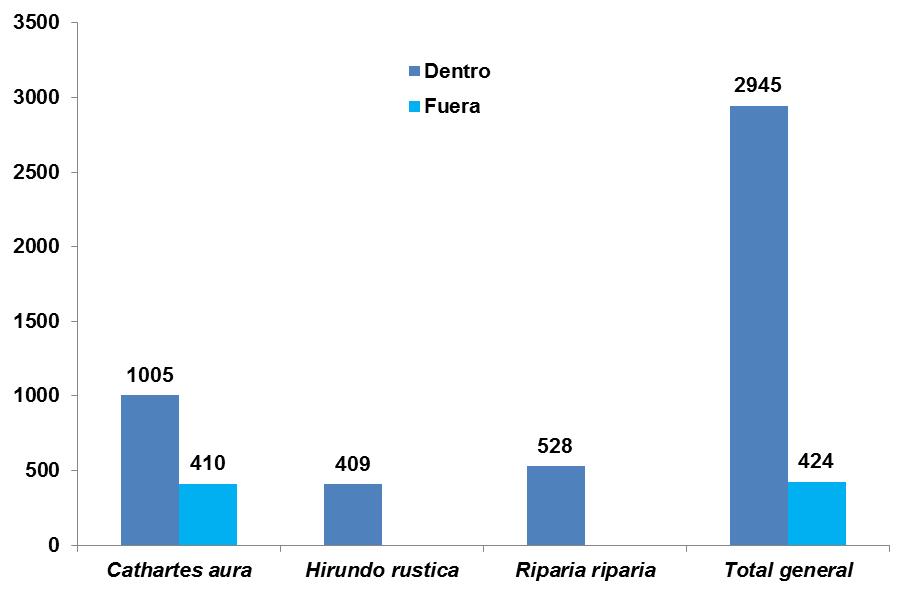 3500
3000
2500
2000
1500
1000
500
0
Dentro
Fuera
1005
410
409
528
2945
424
Cathartes aura
Hirundo rustica
Riparia riparia
Total general